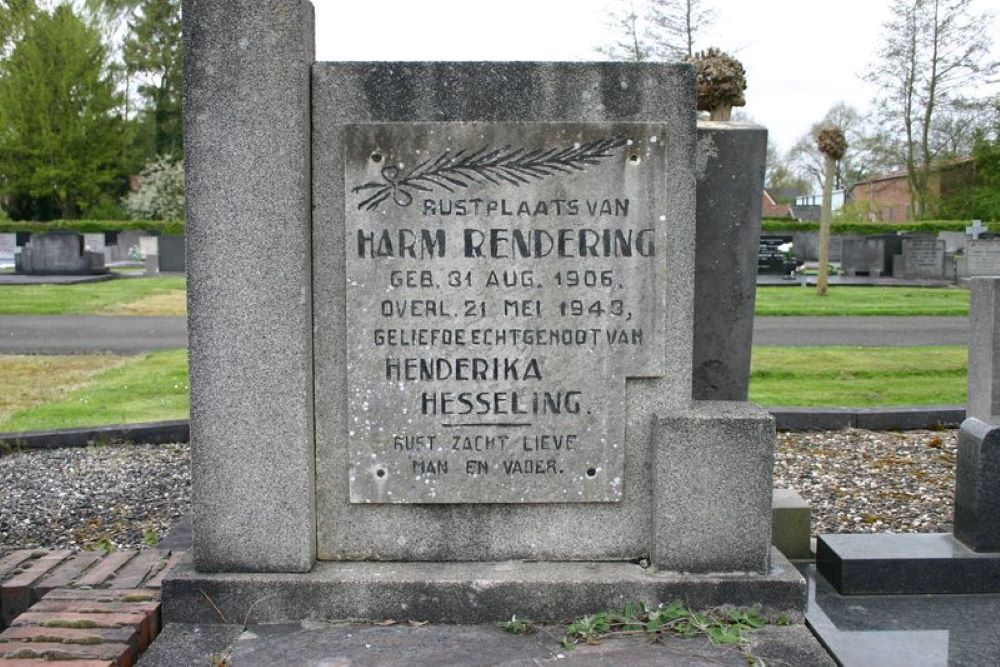 RUSTPLAATS VAN
HARM RENDERING
GEB. 31 AUG. 1906.
OVERL. 21 MEI 1943,
GELIEFDE ECHTGENOOT VAN
HENDERIKA
HESSELING.
RUST ZACHT LIEVE
MAN EN VADER.